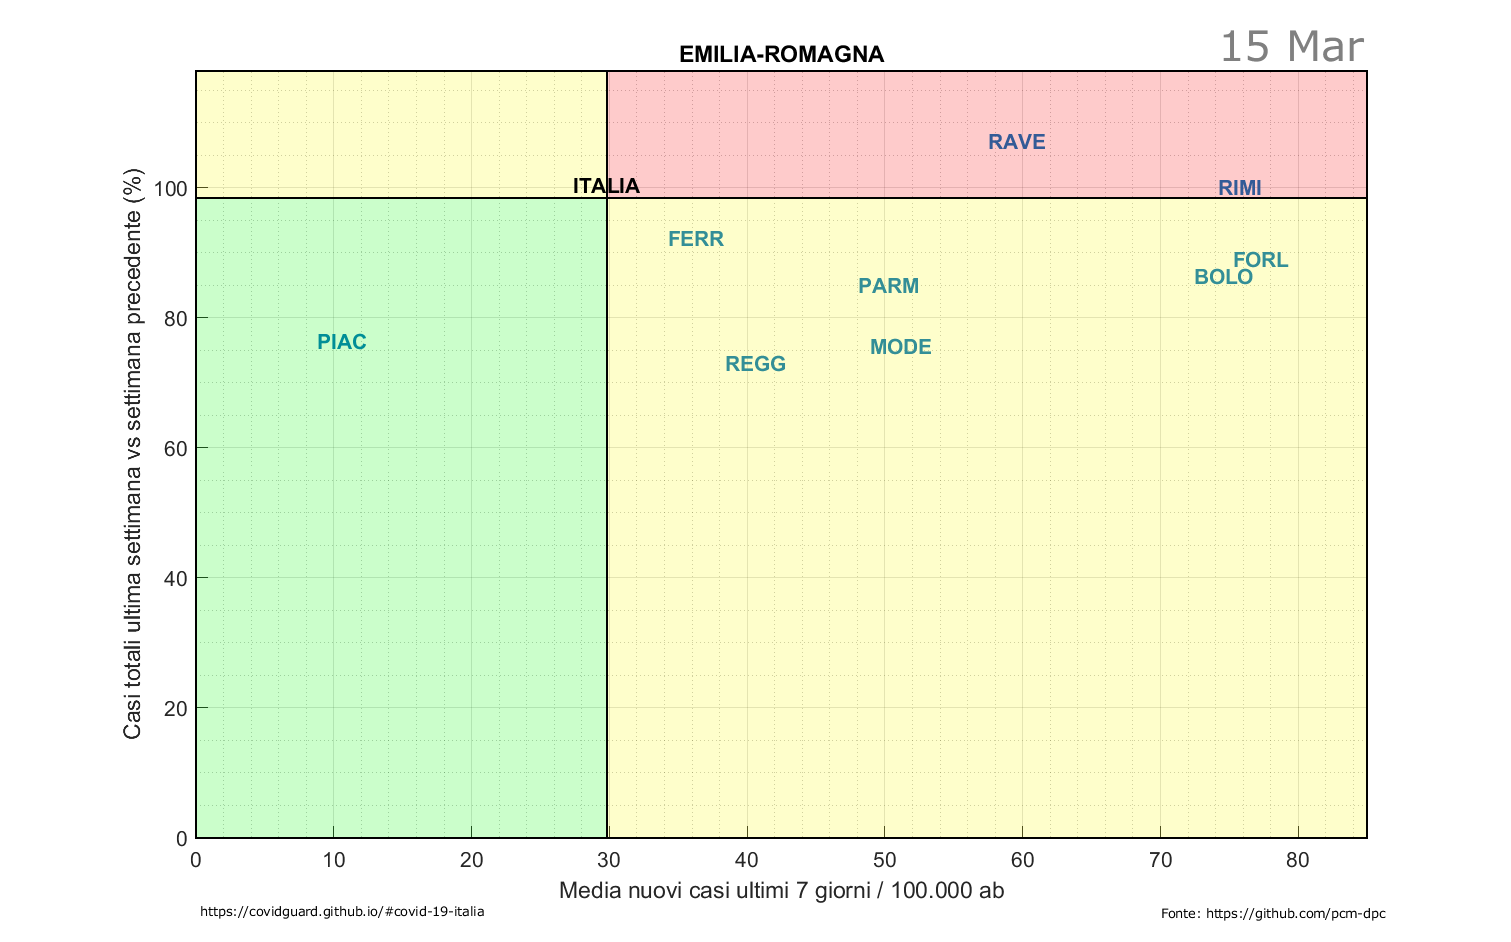 15 Mar
EMILIA-ROMAGNA
RAVE
ITALIA
RIMI
FERR
FORL
BOLO
PARM
PIAC
MODE
REGG
Casi totali ultima settimana vs settimana precedente (%)
100
80
60
40
20
0
0 10 20 30 40 50 60 70 80
Media nuovi casi ultimi 7 giorni / 100.000 ab
https://covidguard.github.io/#covid-19-italia
Fonte: https://github.com/pcm-dpc